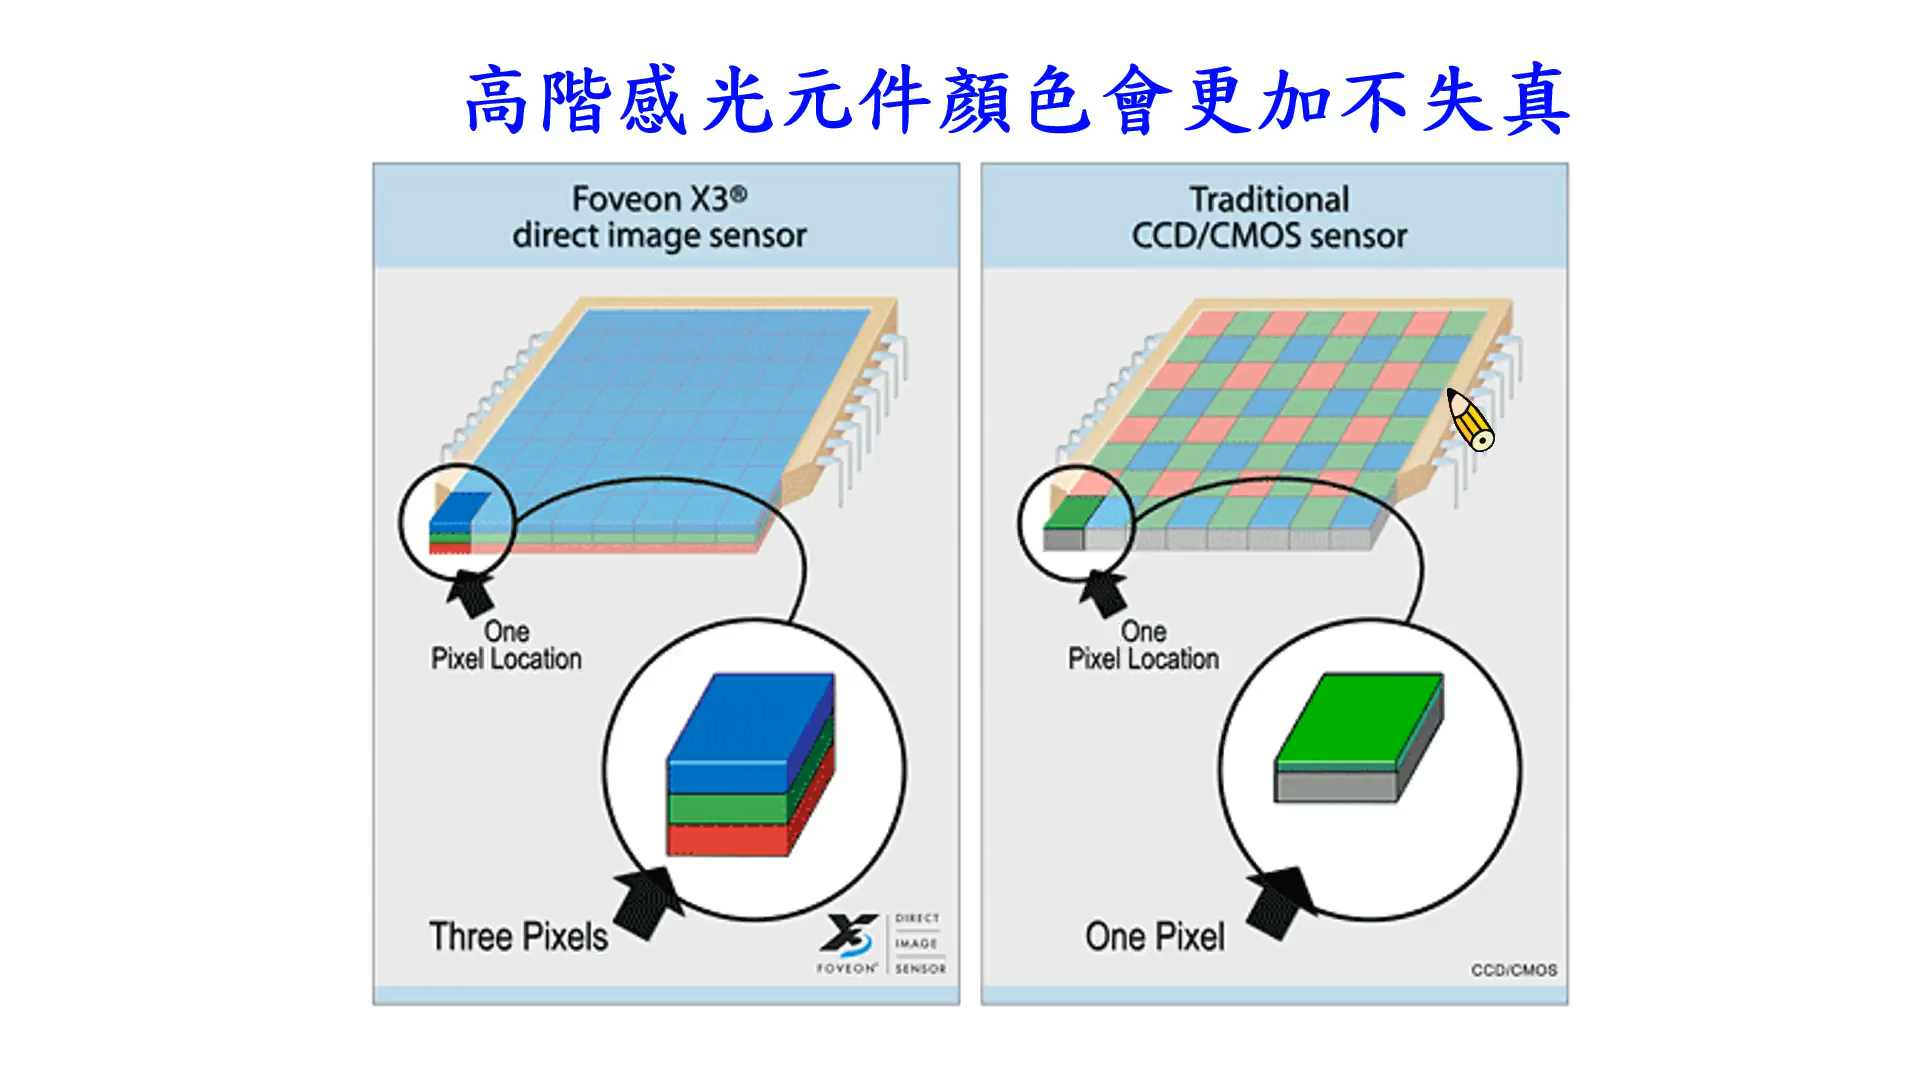 高階感光元件顏色會更加不失真
Foveon X3®
direct image sensor
One
Pixel Location
Three Pixels
FOVEON®
DIRECT
IMAGE
SENSOR
Traditional
CCD/CMOS sensor
One
Pixel Location
One Pixel
CCD/CMOS